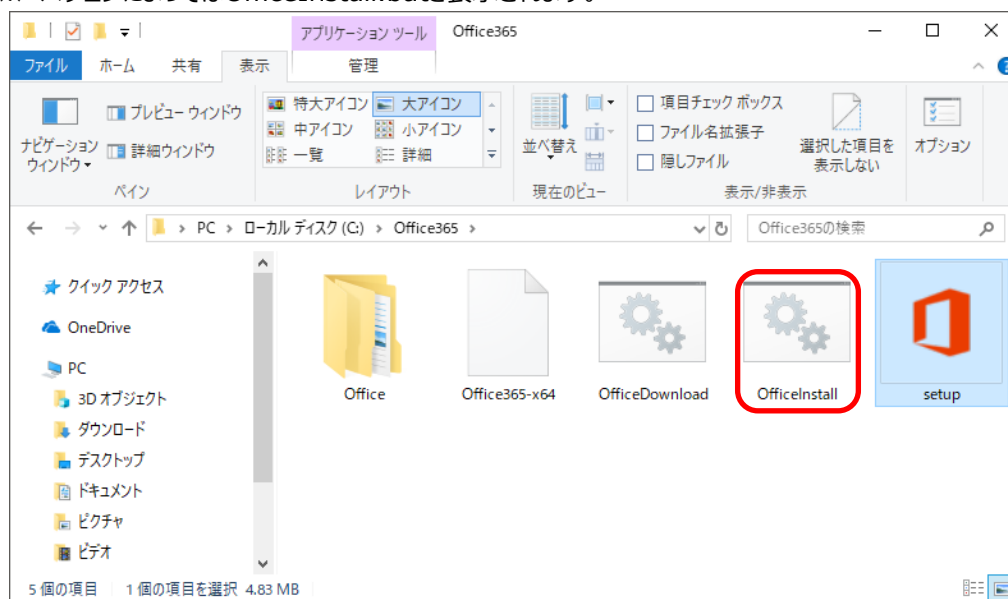 OfficeInstall.batと表示されます。
アプリケーション ツール Office365
ファイル ホーム 共有 表示 管理
ナビゲーション ウィンドウ
プレビュー ウィンドウ
詳細ウィンドウ
特大アイコン 大アイコン
中アイコン 小アイコン
一覧 詳細
並べ替え
項目チェック ボックス
ファイル名拡張子
隠しファイル
選択した項目を
表示しない
オプション
ペイン レイアウト 現在のビュー 表示/非表示
PC › ローカル ディスク (C:) › Office365 ›
Office365の検索
クイック アクセス
OneDrive
PC
3D オブジェクト
ダウンロード
デスクトップ
ドキュメント
ピクチャ
ビデオ
Office Office365-x64 OfficeDownload OfficeInstall setup
5 個の項目 1 個の項目を選択 4.83 MB